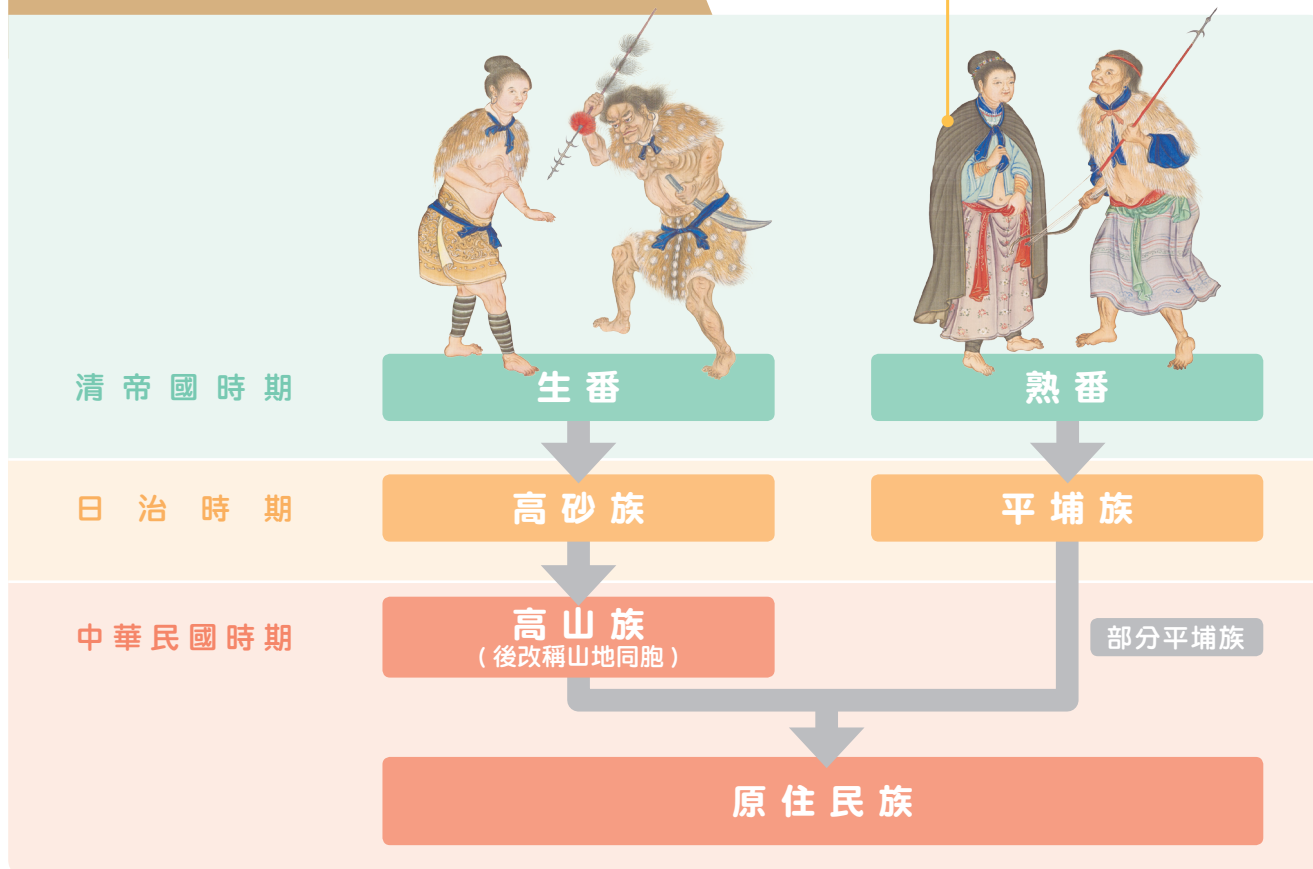 清帝國時期
生番
熟番
日治時期
高砂族
平埔族
中華民國時期
高山族
（後改稱山地同胞）
部分平埔族
原住民族